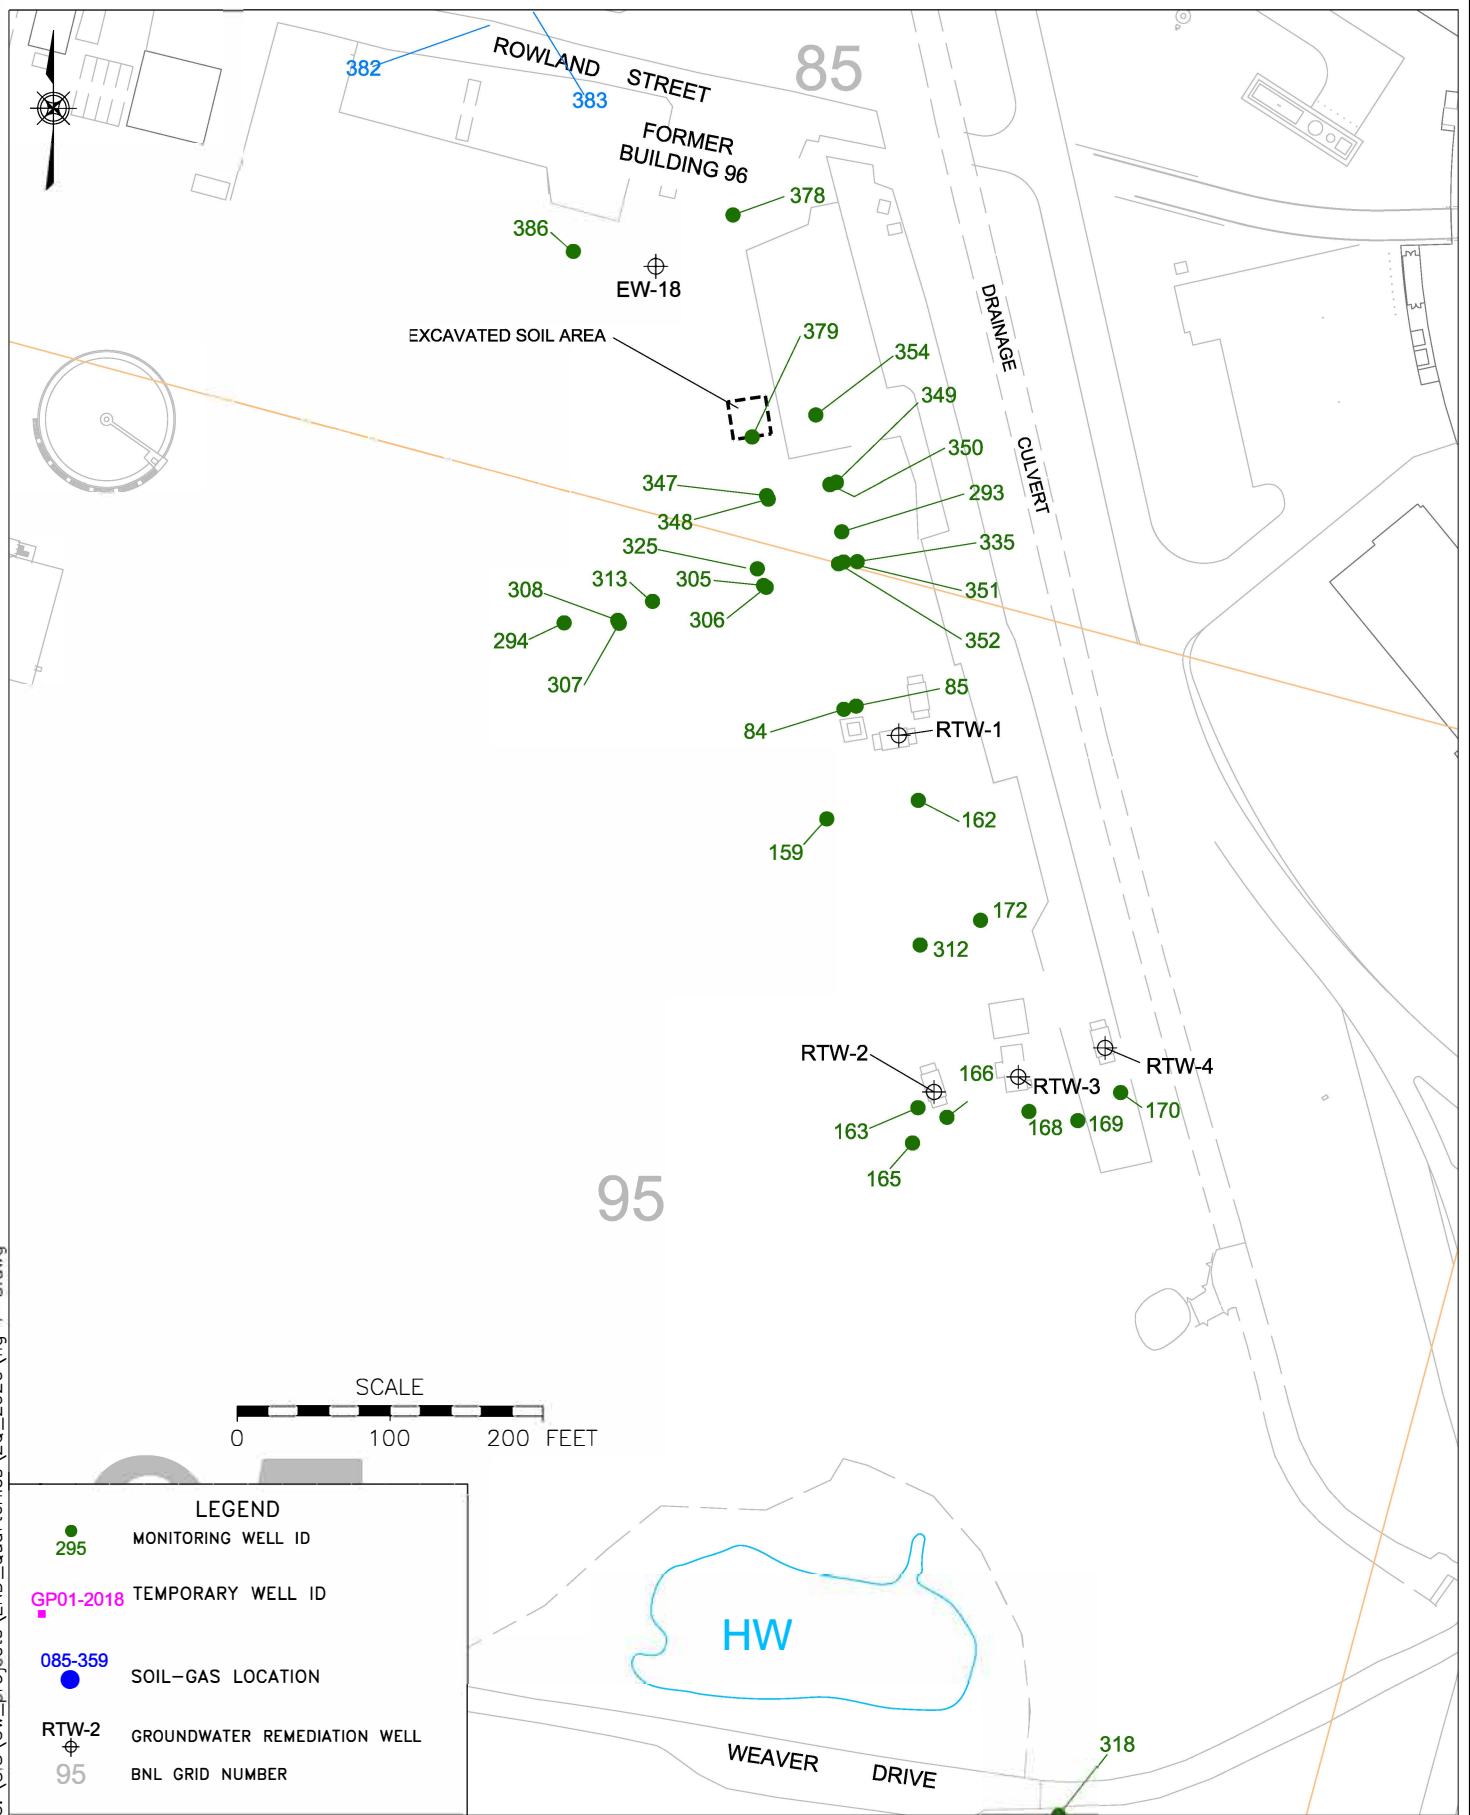 85
ROWLAND STREET
382
383
FORMER
BUILDING 96
378
386
EW-18
DRAINAGE
EXCAVATED SOIL AREA
379
354
349
CULVERT
350
347
293
348
335
325
313
305
351
308
306
294
352
307
85
84
RTW-1
162
159
172
312
RTW-2
RTW-4
166
RTW-3
170
163
168
169
165
95
SCALE
0 100 200 FEET
LEGEND
295 MONITORING WELL ID
GP01-2018 TEMPORARY WELL ID
085-359 SOIL-GAS LOCATION
RTW-2 GROUNDWATER REMEDIATION WELL
95 BNL GRID NUMBER
HW
WEAVER DRIVE
318